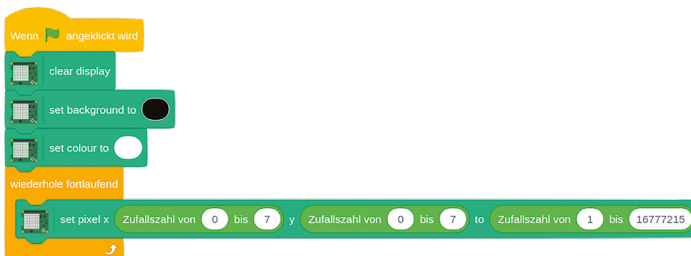 Wenn angeklickt wird
clear display
set background to
set colour to
wiederhole fortlaufend
set pixel x Zufallszahl von 0 bis 7 y Zufallszahl von 0 bis 7 to Zufallszahl von 1 bis 16777215